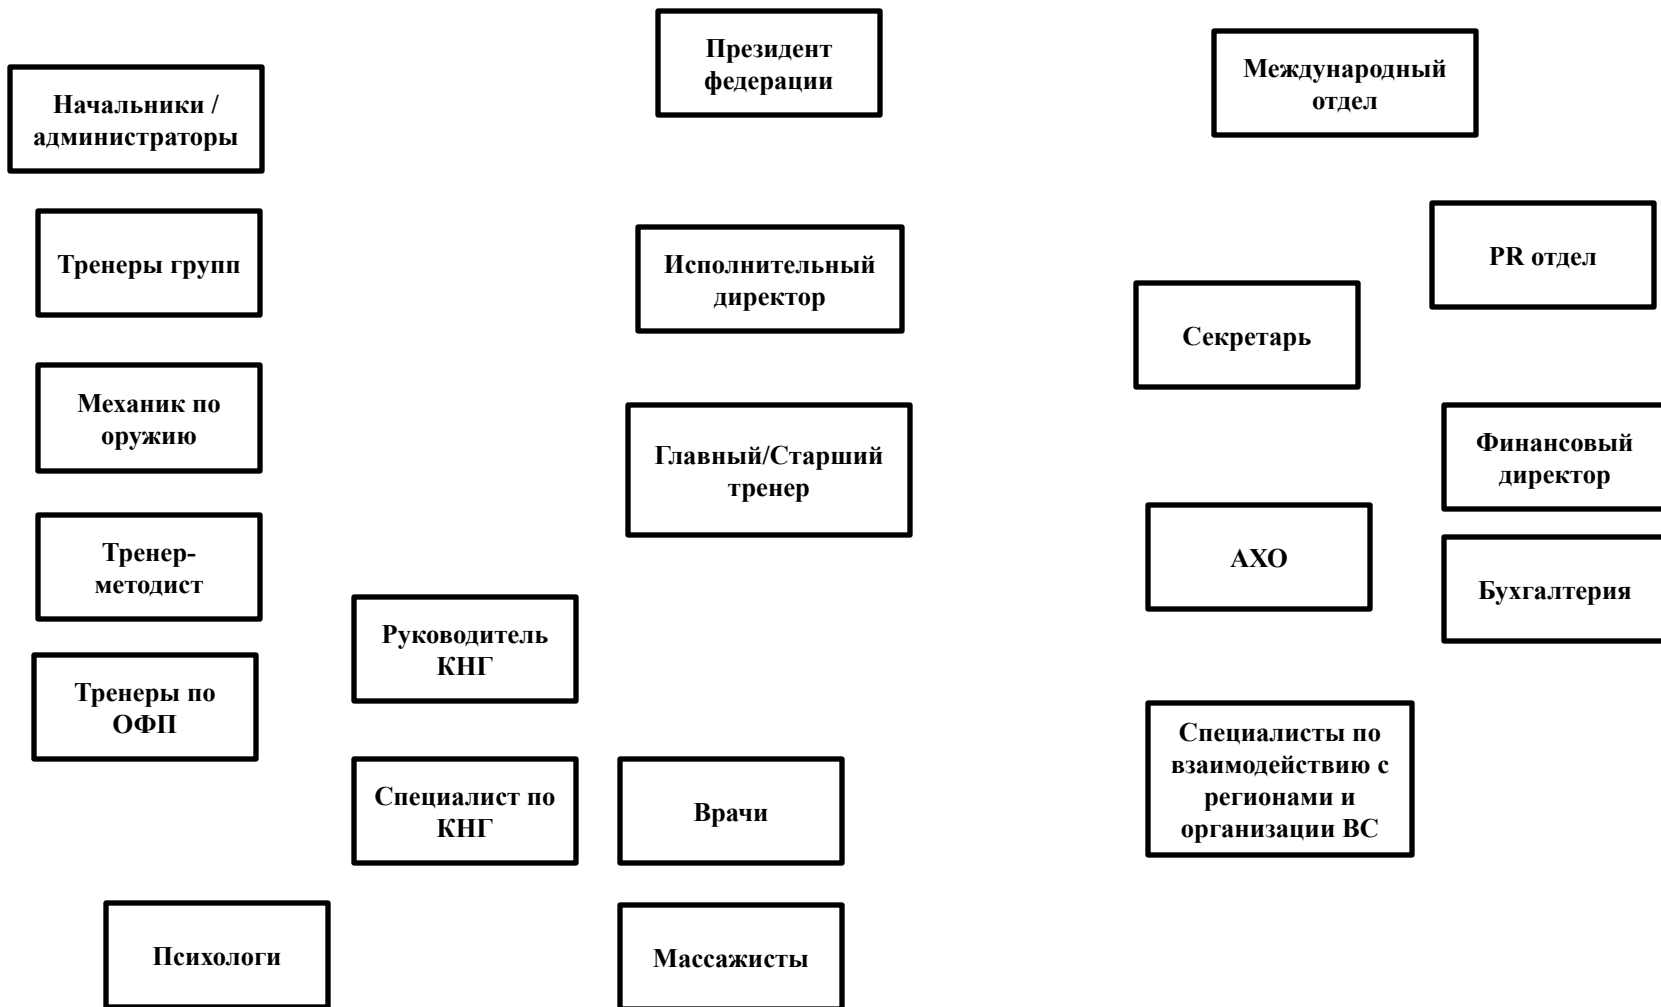 Президент
федерации
Международный
отдел
Начальники /
администраторы
Тренеры групп
Исполнительный
директор
PR отдел
Секретарь
Механик по
оружию
Главный/Старший
тренер
Финансовый
директор
Тренер-
методист
АХО
Бухгалтерия
Руководитель
КНГ
Тренеры по
ОФП
Специалисты по
взаимодействию с
регионами и
организации ВС
Специалист по
КНГ
Врачи
Психологи
Массажисты